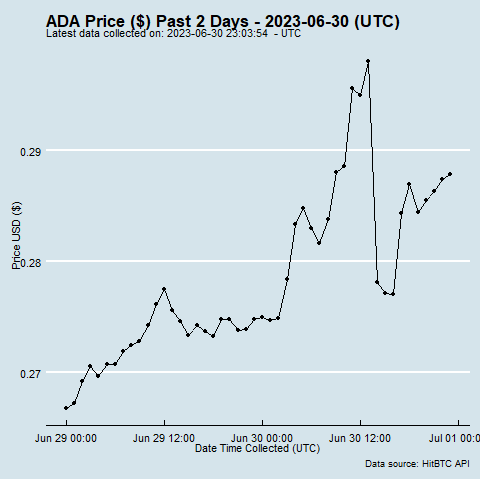 ADA Price ($) Past 2 Days - 2023-06-30 (UTC)
Latest data collected on: 2023-06-30 23:03:54 - UTC
0.29
0.28
0.27
Price USD ($)
Jun 29 00:00 Jun 29 12:00 Jun 30 00:00 Jun 30 12:00 Jul 01 00:00
Date Time Collected (UTC)
Data source: HitBTC API